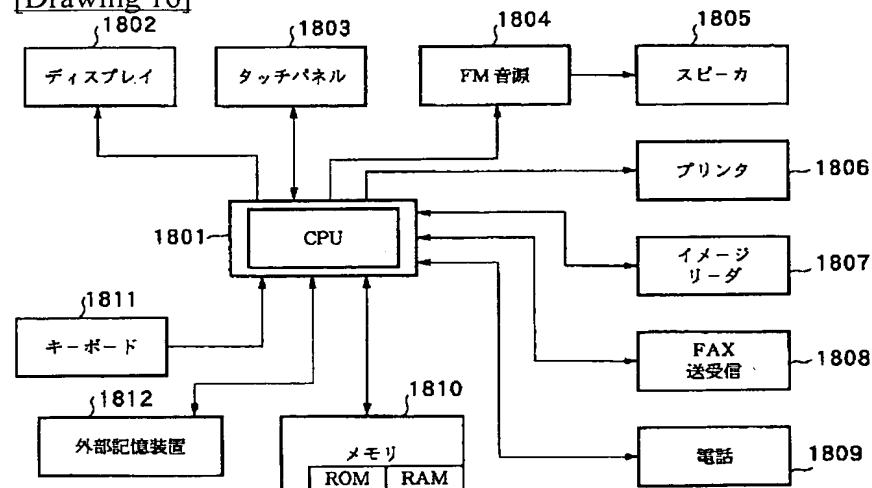 [Drawing 16]
1802
1803
1804
1805
ディスプレイ
タッチパネル
FM 音源
スピーカ
プリンタ
1806
1801
CPU
イメージ
リーダ
1807
1811
キーボード
FAX
送受信
1808
1812
外部記憶装置
1810
メモリ
ROM
RAM
電話
1809